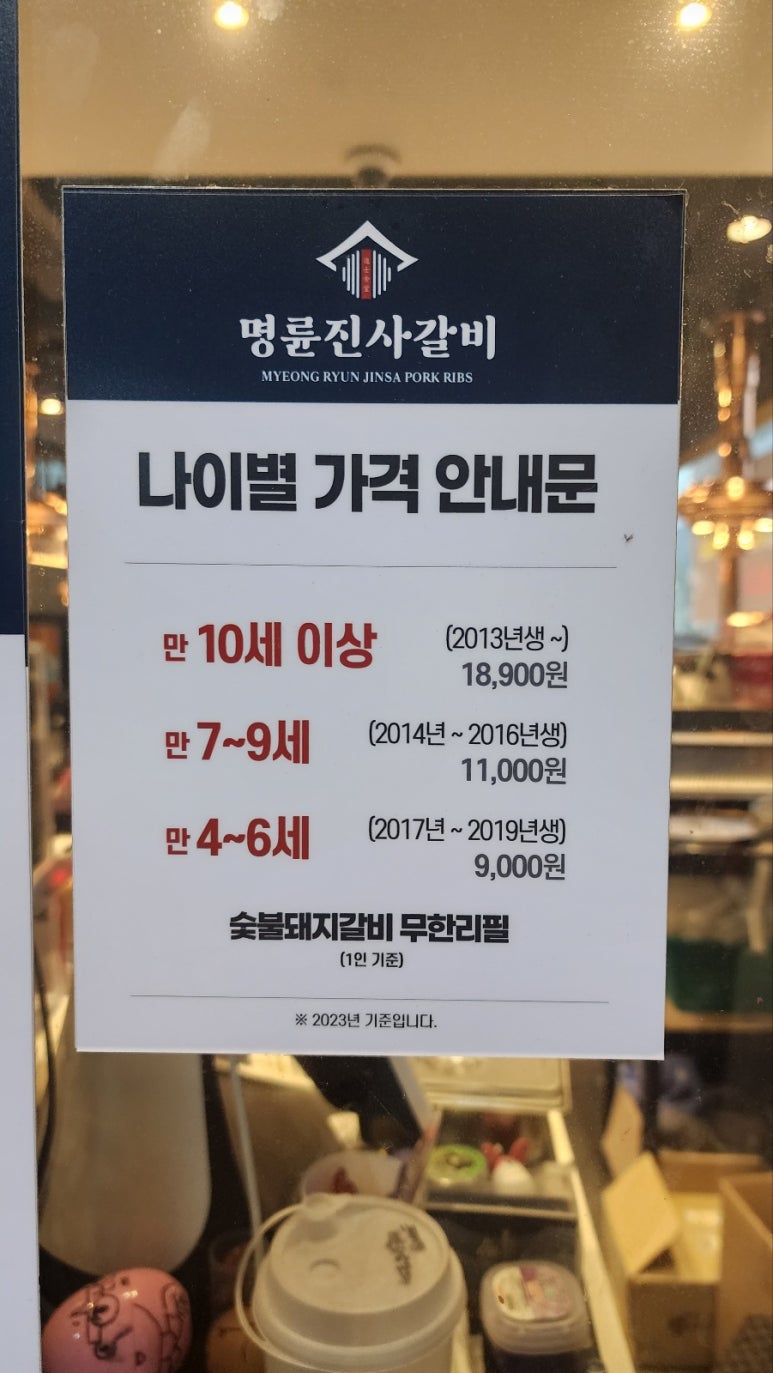 명륜진사갈비
MYEONG RYUN JINSA PORK RIBS
나이별 가격 안내문
만 10세 이상 (2013년생 ~)
18,900원
만 7~9세 (2014년 ~ 2016년생)
11,000원
만 4~6세 (2017년 ~ 2019년생)
9,000원
숯불돼지갈비 무한리필
(1인 기준)
※ 2023년 기준입니다.